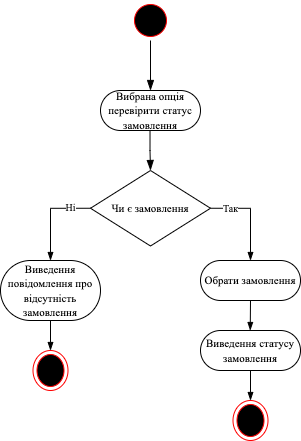 Вибрана опція
перевірити статус
замовлення
Чи є замовлення
Ні
Так
Виведення
повідомлення про
відсутність
замовлення
Обрати замовлення
Виведення статусу
замовлення